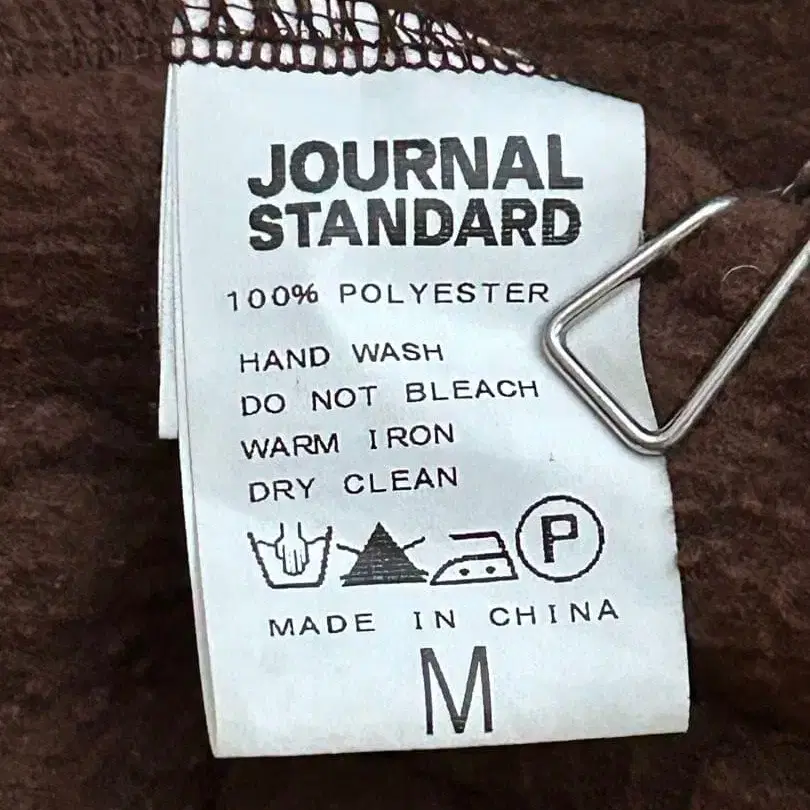 JOURNAL
STANDARD
100% POLYESTER
HAND WASH
DO NOT BLEACH
WARM IRON
DRY CLEAN
P
MADE IN CHINA
M